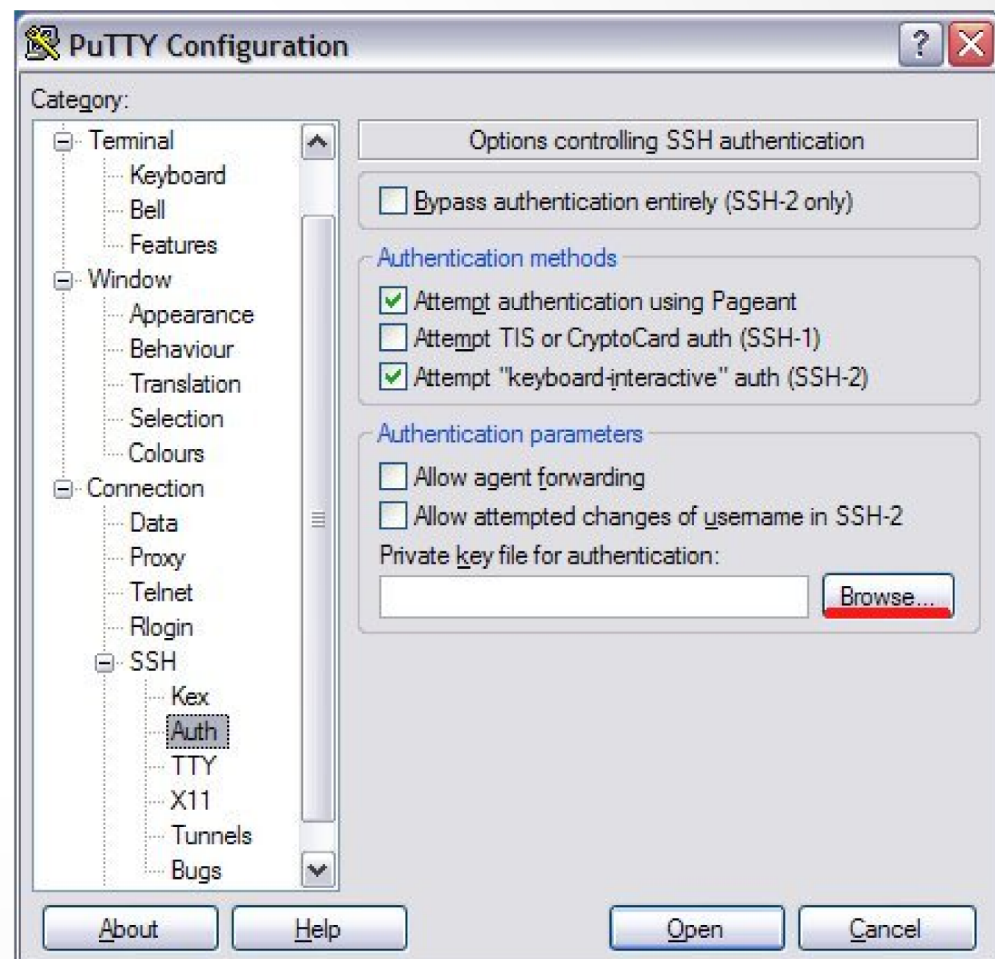 PuTTY Configuration
Category:
Terminal
Keyboard
Bell
Features
Window
Appearance
Behaviour
Translation
Selection
Colours
Connection
Data
Proxy
Telnet
Rlogin
SSH
Kex
Auth
TTY
X11
Tunnels
Bugs
Options controlling SSH authentication
Bypass authentication entirely (SSH-2 only)
Authentication methods
Attempt authentication using Pageant
Attempt TIS or CryptoCard auth (SSH-1)
Attempt "keyboard-interactive" auth (SSH-2)
Authentication parameters
Allow agent forwarding
Allow attempted changes of username in SSH-2
Private key file for authentication:
Browse...
About
Help
Open
Cancel